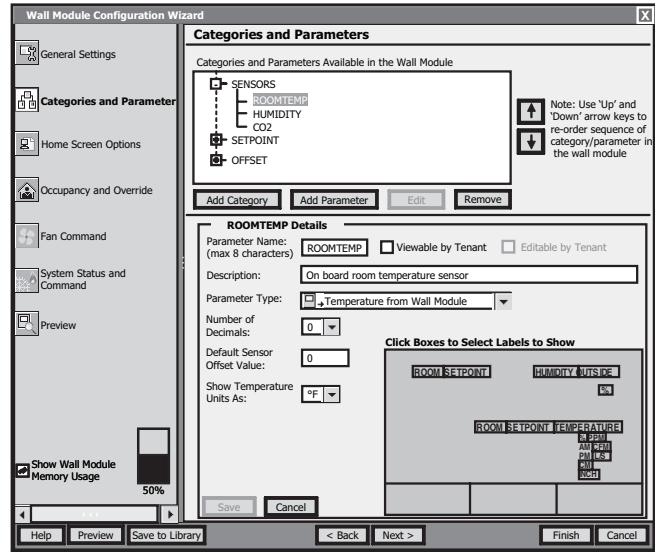 Wall Module Configuration Wizard
X
General Settings
Categories and Parameter
Home Screen Options
Occupancy and Override
Fan Command
System Status and
Command
Preview
Show Wall Module
Memory Usage
50%
Categories and Parameters
Categories and Parameters Available in the Wall Module
SENSORS
ROOMTEMP
HUMIDITY
CO2
SETPOINT
OFFSET
Note: Use 'Up' and
'Down' arrow keys to
re-order sequence of
category/parameter in
the wall module
Add Category Add Parameter Edit Remove
ROOMTEMP Details
Parameter Name:
(max 8 characters)
ROOMTEMP Viewable by Tenant Editable by Tenant
Description: On board room temperature sensor
Parameter Type: Temperature from Wall Module
Number of
Decimals:
0
Default Sensor
Offset Value:
0
Show Temperature
Units As:
°F
Click Boxes to Select Labels to Show
ROOM SETPOINT HUMIDITY OUTSIDE
%
ROOM SETPOINT TEMPERATURE
% PPM
AM CFM
PM L/S
CM
INCH
Save Cancel
Help Preview Save to Library < Back Next > Finish Cancel